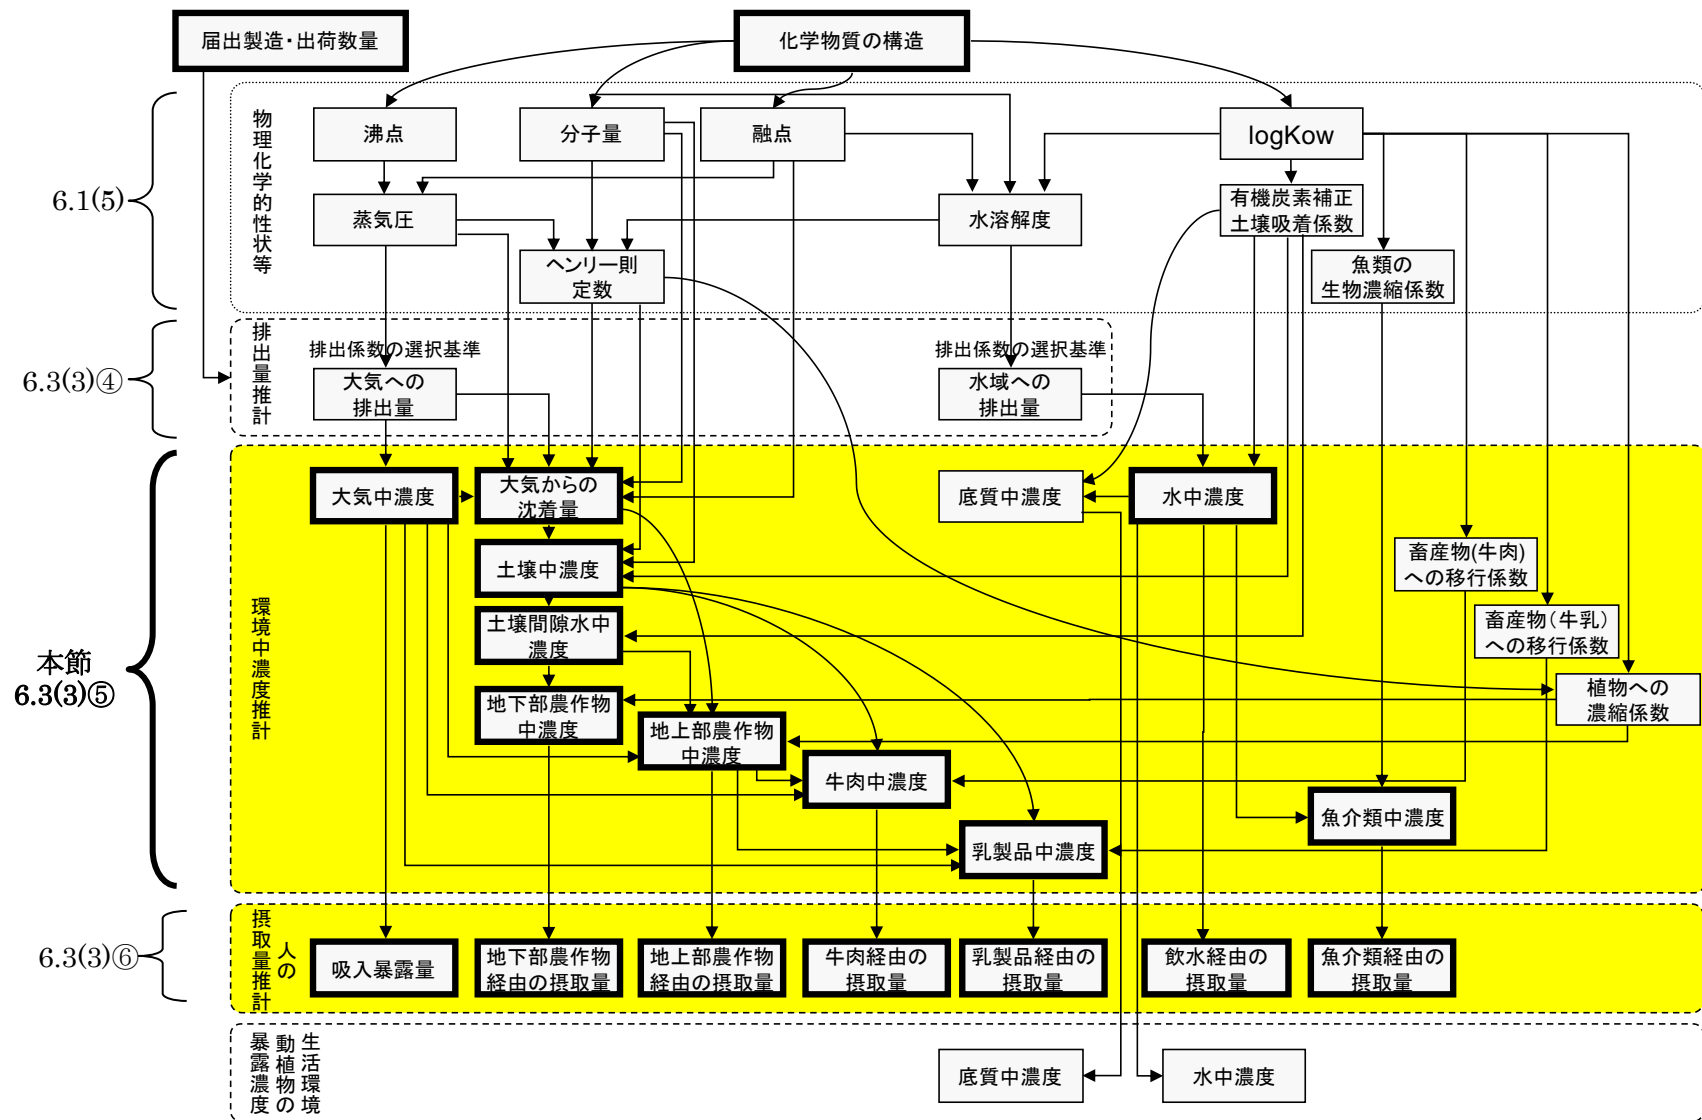 届出製造・出荷数量
化学物質の構造
6.1(5)
物理化学的性状等
沸点
分子量
融点
logKow
蒸気圧
水溶解度
有機炭素補正
土壌吸着係数
ヘンリー則
定数
魚類の
生物濃縮係数
6.3(3)④
排出量推計
排出係数の選択基準
大気への
排出量
排出係数の選択基準
水域への
排出量
本節
6.3(3)⑤
環境中濃度推計
大気中濃度
大気からの
沈着量
底質中濃度
水中濃度
土壌中濃度
畜産物(牛肉)
への移行係数
土壌間隙水中
濃度
畜産物(牛乳)
への移行係数
地下部農作物
中濃度
植物への
濃縮係数
地上部農作物
中濃度
牛肉中濃度
魚介類中濃度
乳製品中濃度
6.3(3)⑥
人の
摂取量推計
吸入暴露量
地下部農作物
経由の摂取量
地上部農作物
経由の摂取量
牛肉経由の
摂取量
乳製品経由の
摂取量
飲水経由の
摂取量
魚介類経由の
摂取量
生活環境
動植物の
暴露濃度
底質中濃度
水中濃度